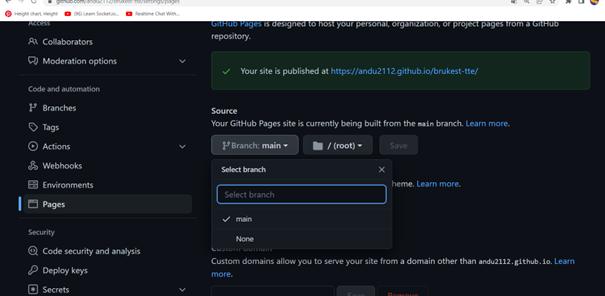 github.com/andu2112/brukest-tte/settings/pages
Height chart, Height
(9G) Learn Socket.io...
Realtime Chat With...
Access
Collaborators
Moderation options
Code and automation
Branches
Tags
Actions
Webhooks
Environments
Pages
Security
Code security and analysis
Deploy keys
Secrets
GitHub Pages is designed to host your personal, organization, or project pages from a GitHub
repository.
Your site is published at https://andu2112.github.io/brukest-tte/
Source
Your GitHub Pages site is currently being built from the main branch. Learn more.
Branch: main
/ (root)
Save
Select branch
Select branch
main
None
heme. Learn more.
Custom domain
Custom domains allow you to serve your site from a domain other than andu2112.github.io. Learn
more.
Save
Remove